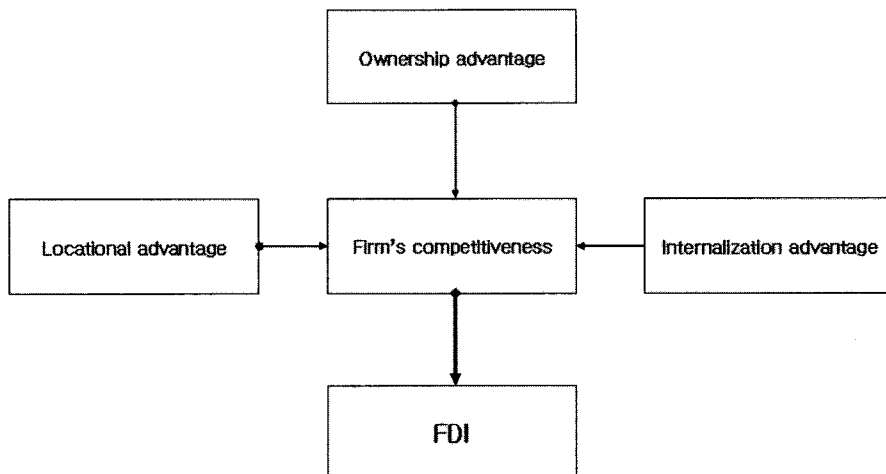 Ownership advantage
Locational advantage
Firm's competitiveness
Internalization advantage
FDI